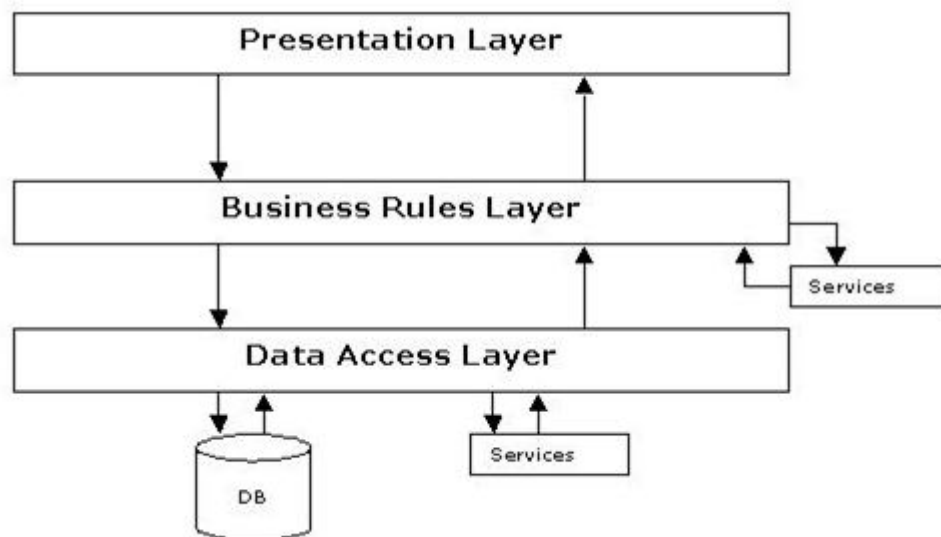 Presentation Layer
Business Rules Layer
Services
Data Access Layer
Services
DB